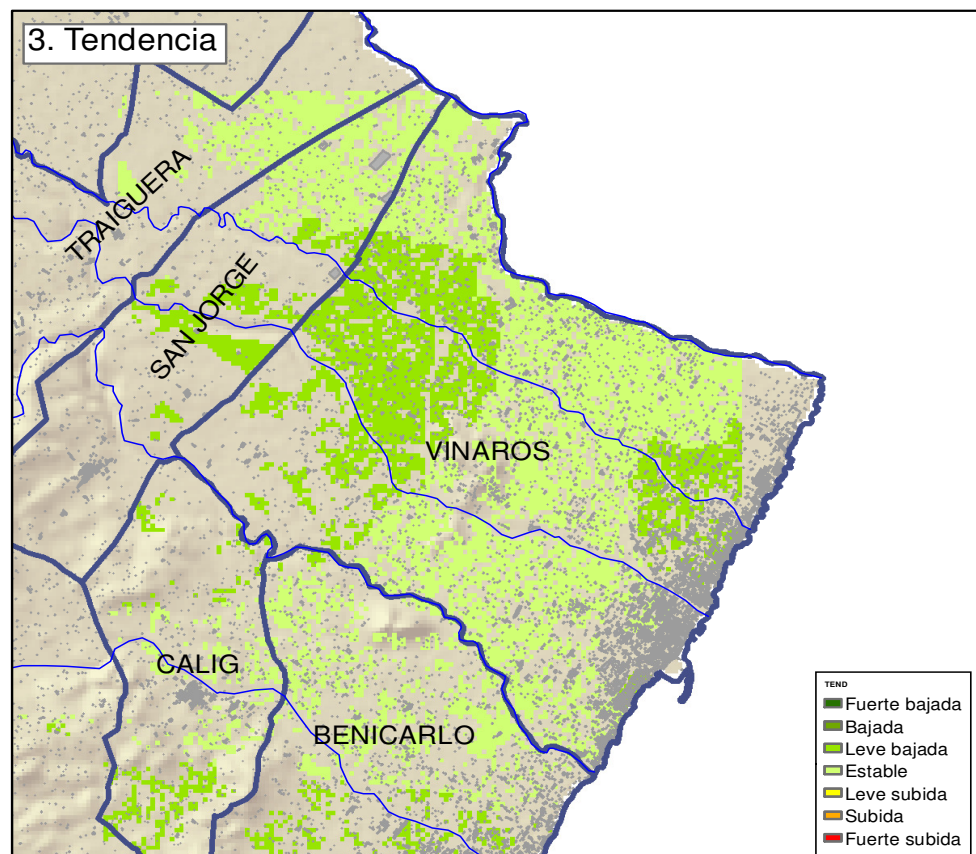 3. Tendencia
TRAIGUERA
SAN JORGE
VINAROS
CALIG
BENICARLO
TEND
Fuerte bajada
Bajada
Leve bajada
Estable
Leve subida
Subida
Fuerte subida